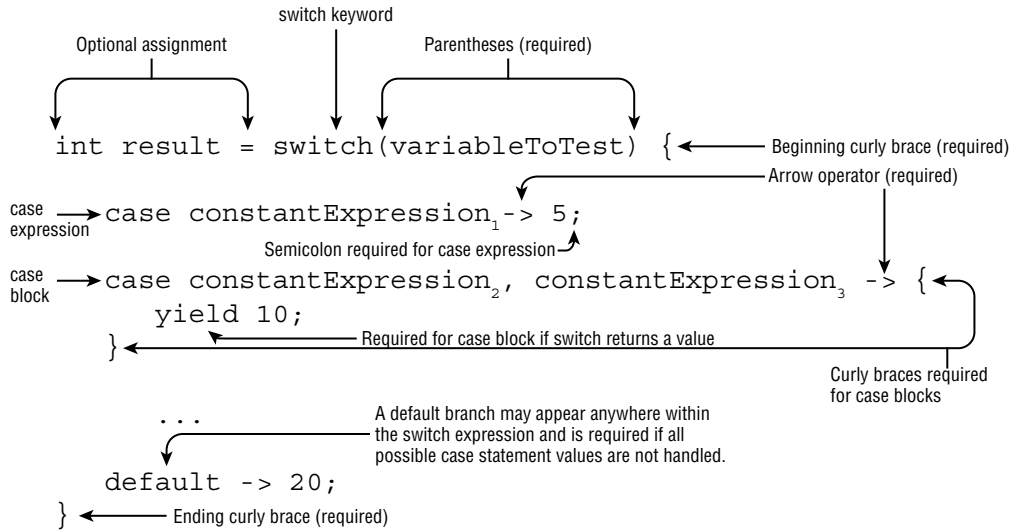 switch keyword
Optional assignment
Parentheses (required)
int result = switch(variableToTest) {
Beginning curly brace (required)
Arrow operator (required)
case
expression
case constantExpression₁-> 5;
Semicolon required for case expression
case
block
case constantExpression₂, constantExpression₃ -> {
yield 10;
Required for case block if switch returns a value
}
Curly braces required
for case blocks
...
A default branch may appear anywhere within
the switch expression and is required if all
possible case statement values are not handled.
default -> 20;
}
Ending curly brace (required)